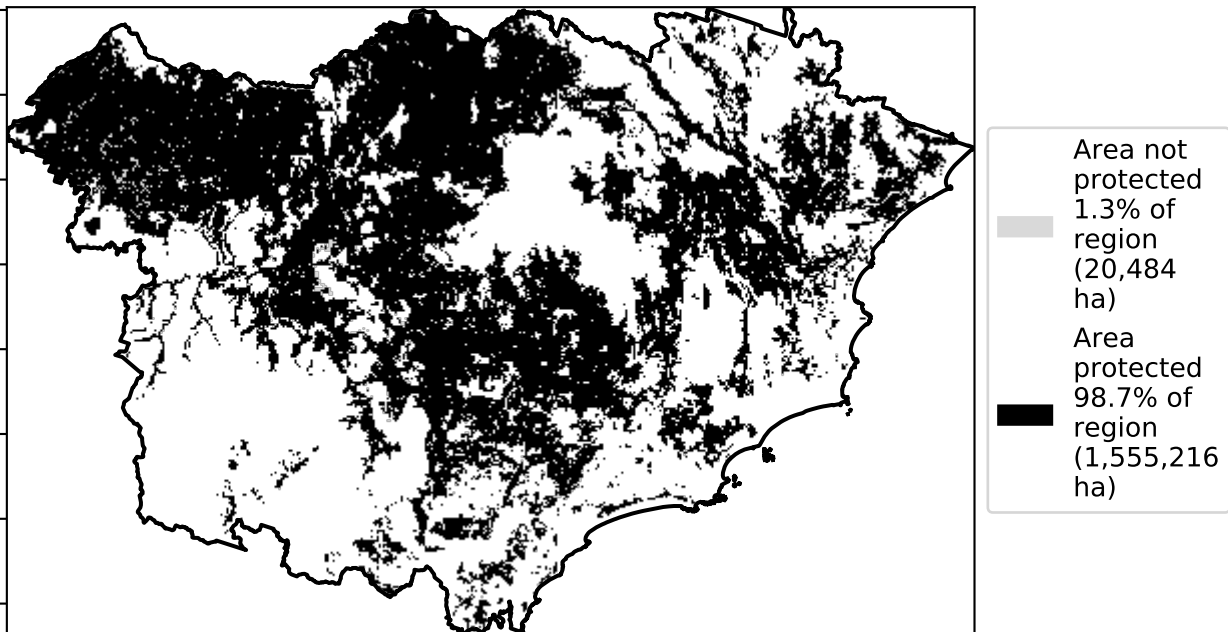 Area not
protected
1.3% of
region
(20,484
ha)
Area
protected
98.7% of
region
(1,555,216
ha)